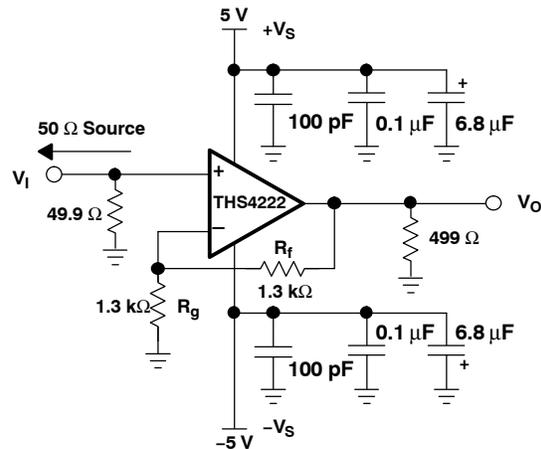 5 V
+VS
+
100 pF
0.1 µF
6.8 µF
50 Ω Source
VI
+
THS4222
−
VO
49.9 Ω
Rf
499 Ω
1.3 kΩ
1.3 kΩ
Rg
0.1 µF
6.8 µF
100 pF
+
−VS
−5 V